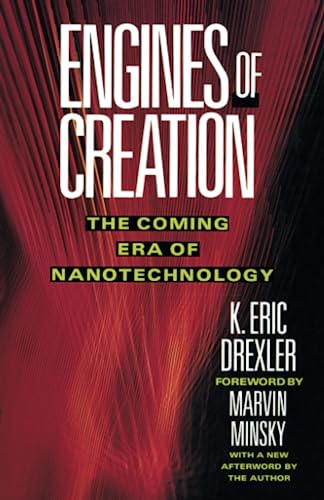 ENGINES OF
CREATION
THE COMING
ERA OF
NANOTECHNOLOGY
K. ERIC
DREXLER
FOREWORD BY
MARVIN
MINSKY
WITH A NEW
AFTERWORD BY
THE AUTHOR